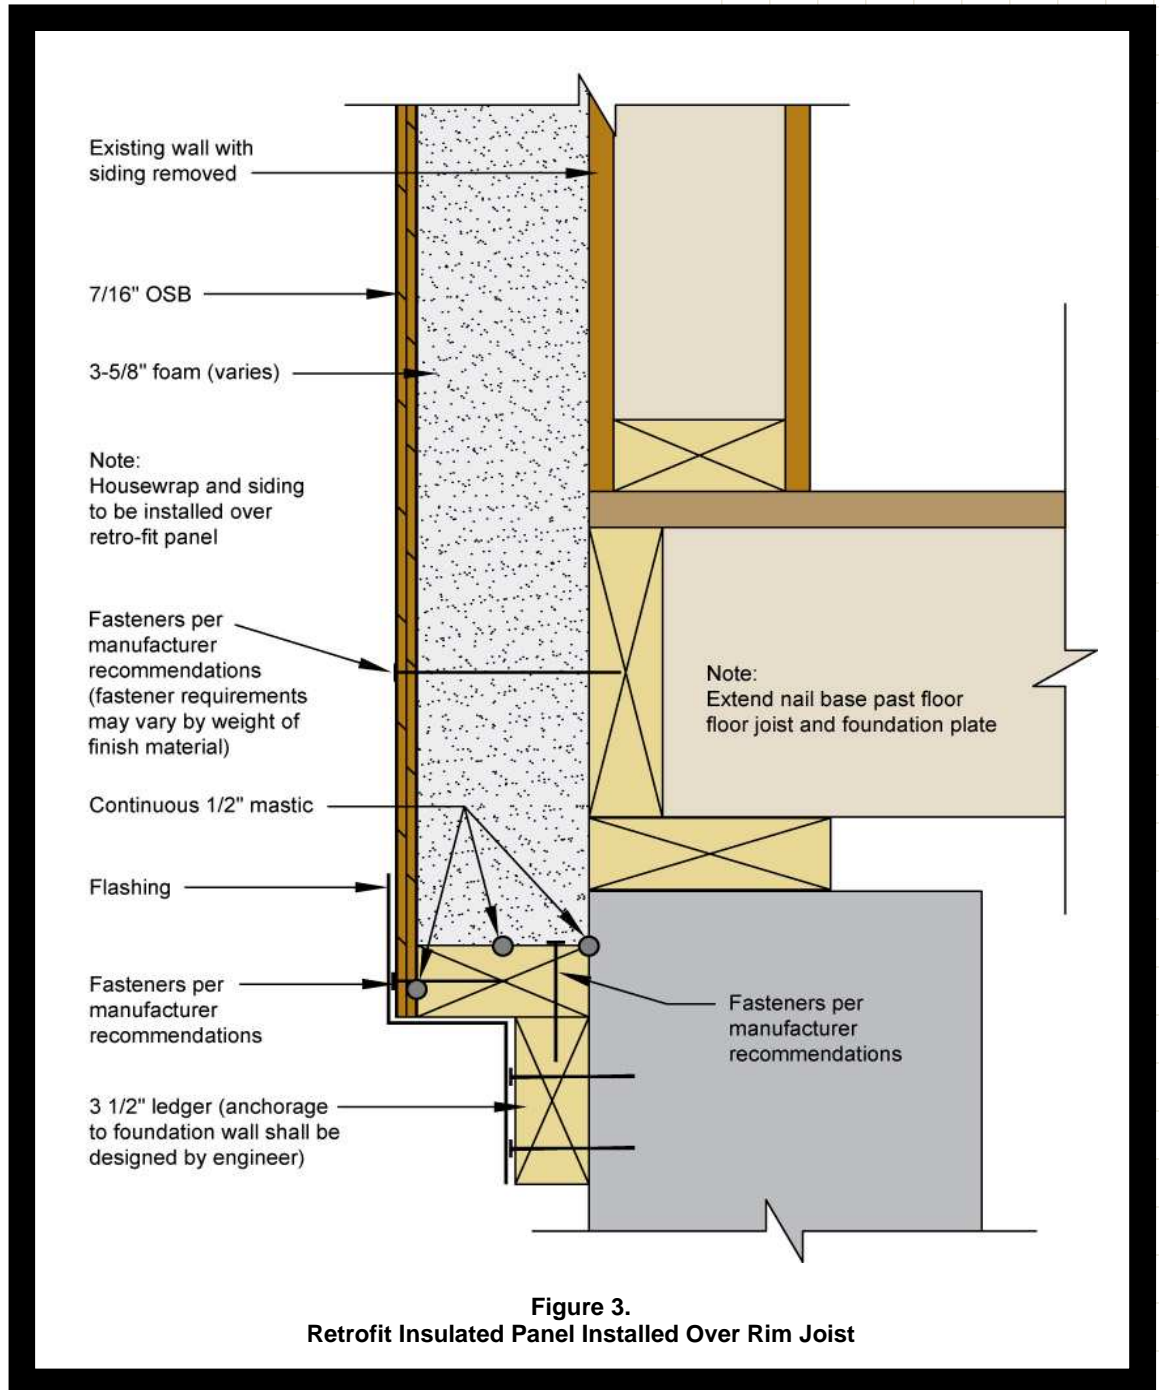 Existing wall with
siding removed
7/16" OSB
3-5/8" foam (varies)
Note:
Housewrap and siding
to be installed over
retro-fit panel
Fasteners per
manufacturer
recommendations
(fastener requirements
may vary by weight of
finish material)
Note:
Extend nail base past floor
floor joist and foundation plate
Continuous 1/2" mastic
Flashing
Fasteners per
manufacturer
recommendations
Fasteners per
manufacturer
recommendations
3 1/2" ledger (anchorage
to foundation wall shall be
designed by engineer)
Figure 3.
Retrofit Insulated Panel Installed Over Rim Joist